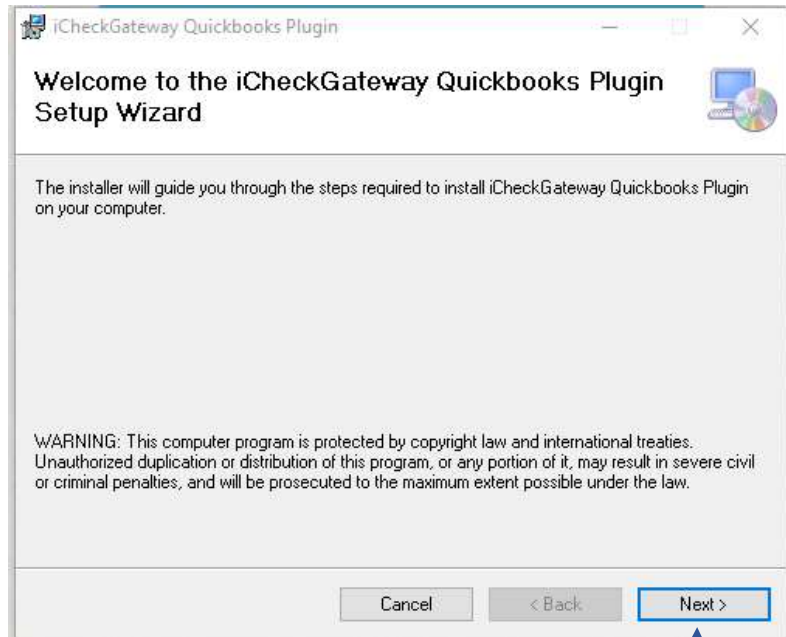 iCheckGateway Quickbooks Plugin
Welcome to the iCheckGateway Quickbooks Plugin
Setup Wizard
The installer will guide you through the steps required to install iCheckGateway Quickbooks Plugin
on your computer.
WARNING: This computer program is protected by copyright law and international treaties.
Unauthorized duplication or distribution of this program, or any portion of it, may result in severe civil
or criminal penalties, and will be prosecuted to the maximum extent possible under the law.
Cancel < Back Next >